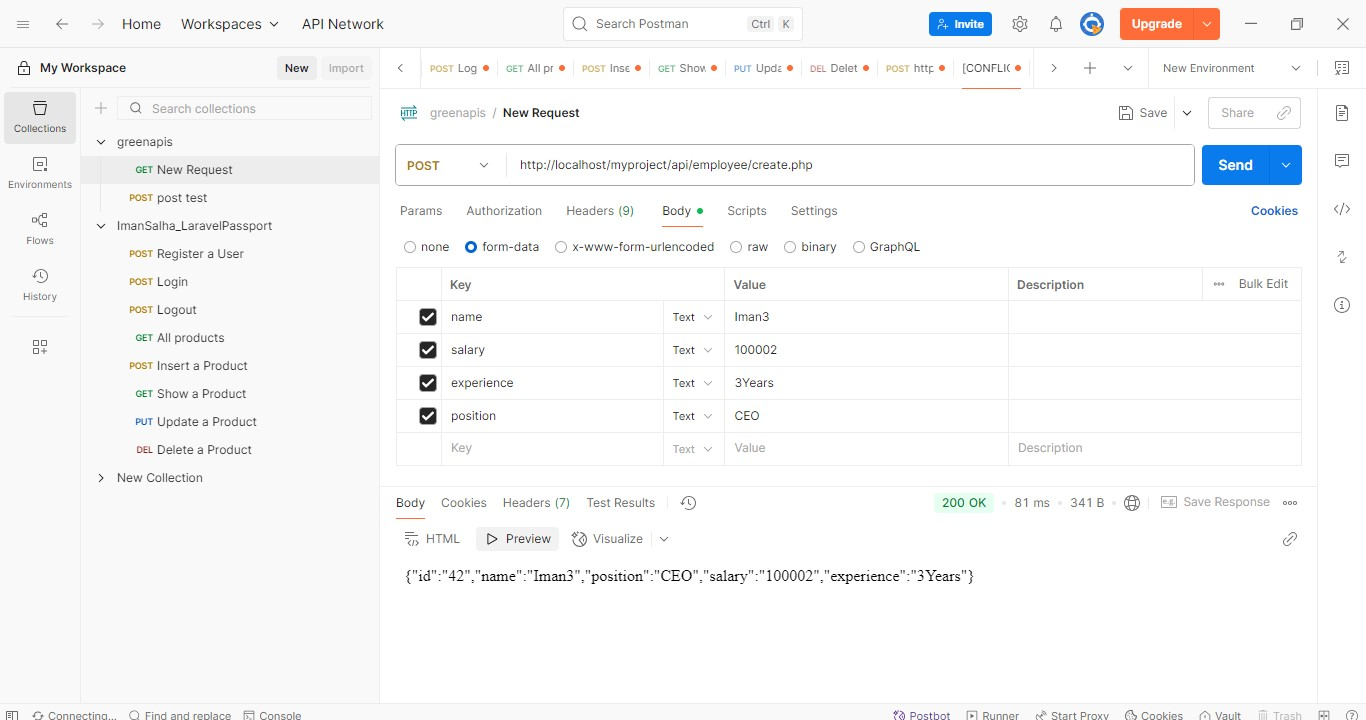 Home Workspaces API Network Search Postman Ctrl K Invite Upgrade
My Workspace New Import
POST Log GET All pr POST Inse GET Show PUT Upda DEL Delet POST http [CONFLIC New Environment
Collections
Environments
Flows
History
Search collections
greenapis
GET New Request
POST post test
ImanSalha_LaravelPassport
POST Register a User
POST Login
POST Logout
GET All products
POST Insert a Product
GET Show a Product
PUT Update a Product
DEL Delete a Product
New Collection
HTTP greenapis / New Request Save Share
POST http://localhost/myproject/api/employee/create.php Send
Params Authorization Headers (9) Body Scripts Settings Cookies
none form-data x-www-form-urlencoded raw binary GraphQL
Key Value Description Bulk Edit
name Text Iman3
salary Text 100002
experience Text 3Years
position Text CEO
Key Text Value Description
Body Cookies Headers (7) Test Results 200 OK 81 ms 341 B e.g. Save Response
HTML Preview Visualize
{"id":"42","name":"Iman3","position":"CEO","salary":"100002","experience":"3Years"}
Connecting... Find and replace Console Postbot Runner Start Proxy Cookies Vault Trash